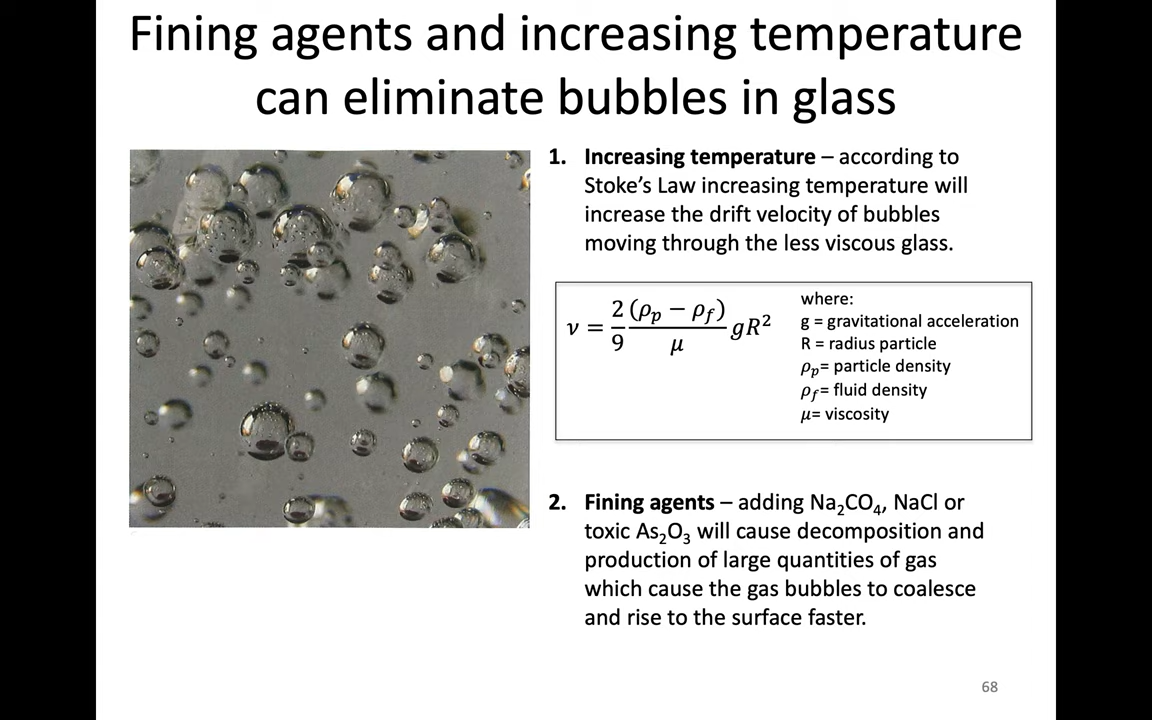 Fining agents and increasing temperature
can eliminate bubbles in glass
1. Increasing temperature – according to
Stoke’s Law increasing temperature will
increase the drift velocity of bubbles
moving through the less viscous glass.
𝜈 = 2/9 (ρₚ − ρ_f)/μ gR²
where:
g = gravitational acceleration
R = radius particle
ρₚ= particle density
ρ_f= fluid density
μ= viscosity
2. Fining agents – adding Na₂CO₄, NaCl or
toxic As₂O₃ will cause decomposition and
production of large quantities of gas
which cause the gas bubbles to coalesce
and rise to the surface faster.
68